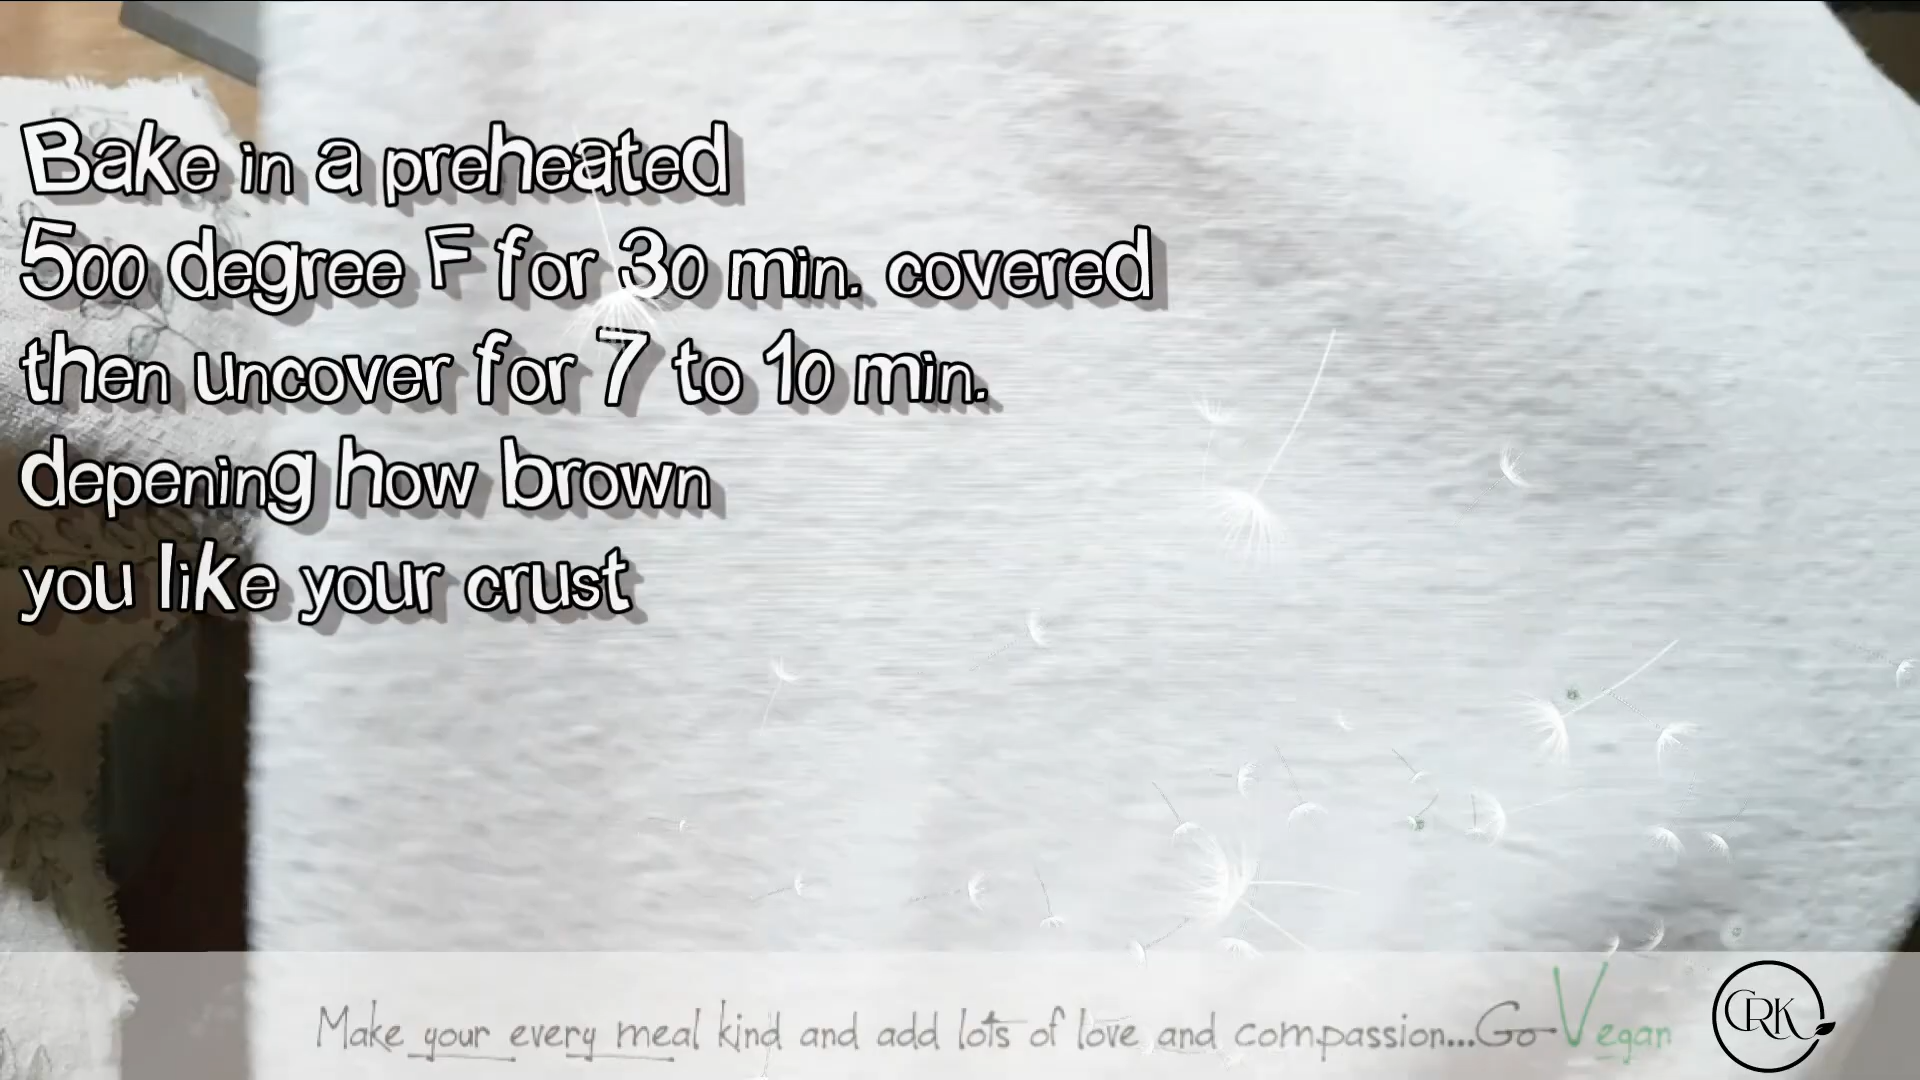 Bake in a preheated
500 degree F for 30 min. covered
then uncover for 7 to 10 min.
depening how brown
you like your crust
Make your every meal kind and add lots of love and compassion...Go Vegan
CRK